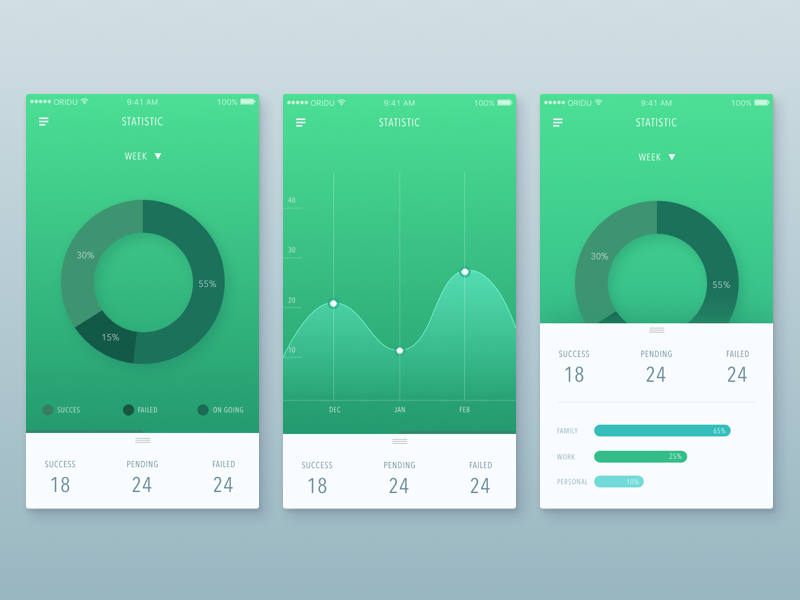 ORIDU 9:41 AM 100%
STATISTIC
WEEK
30%
55%
15%
SUCCES FAILED ON GOING
SUCCESS PENDING FAILED
18 24 24
ORIDU 9:41 AM 100%
STATISTIC
40
30
20
10
DEC JAN FEB
SUCCESS PENDING FAILED
18 24 24
ORIDU 9:41 AM 100%
STATISTIC
WEEK
30%
55%
SUCCESS PENDING FAILED
18 24 24
FAMILY 65%
WORK 25%
PERSONAL 10%